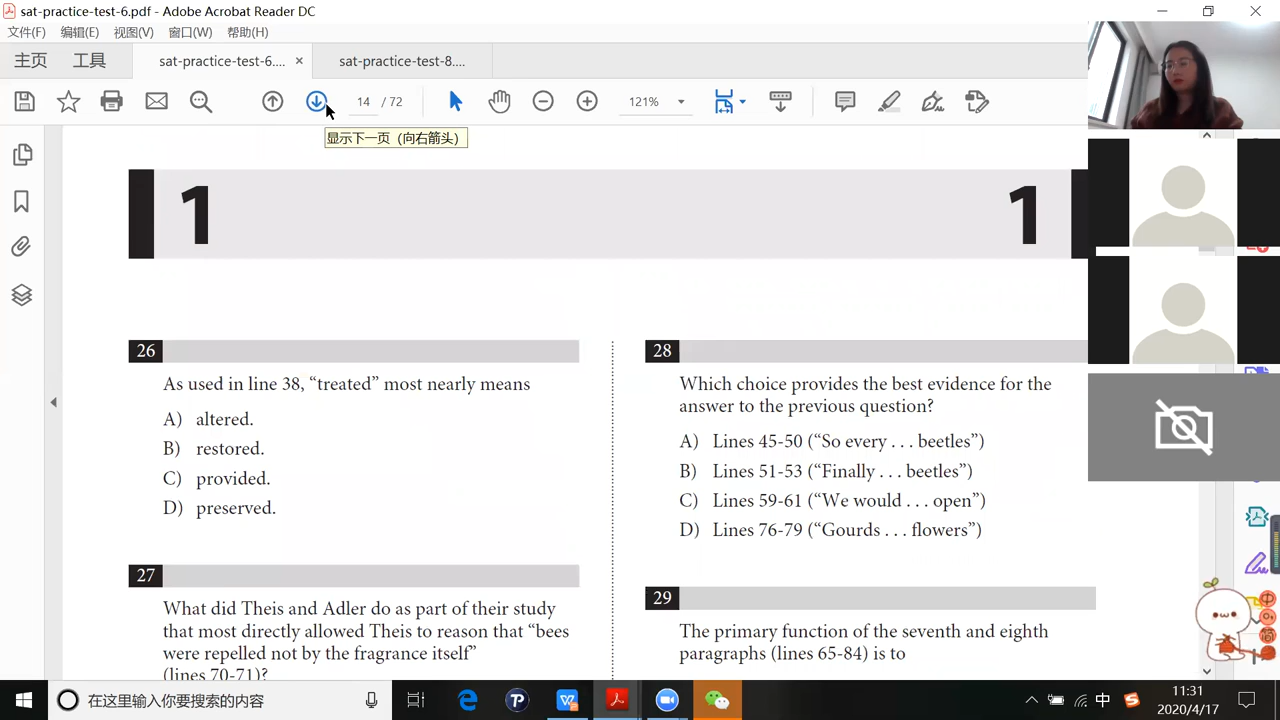 sat-practice-test-6.pdf - Adobe Acrobat Reader DC
文件(F) 编辑(E) 视图(V) 窗口(W) 帮助(H)
主页 工具 sat-practice-test-6.... × sat-practice-test-8....
14 / 72 121%
显示下一页（向右箭头）
1 1
26
As used in line 38, “treated” most nearly means
A) altered.
B) restored.
C) provided.
D) preserved.
27
What did Theis and Adler do as part of their study
that most directly allowed Theis to reason that “bees
were repelled not by the fragrance itself”
(lines 70-71)?
28
Which choice provides the best evidence for the
answer to the previous question?
A) Lines 45-50 (“So every . . . beetles”)
B) Lines 51-53 (“Finally . . . beetles”)
C) Lines 59-61 (“We would . . . open”)
D) Lines 76-79 (“Gourds . . . flowers”)
29
The primary function of the seventh and eighth
paragraphs (lines 65-84) is to
中
简
在这里输入你要搜索的内容
中
11:31
2020/4/17